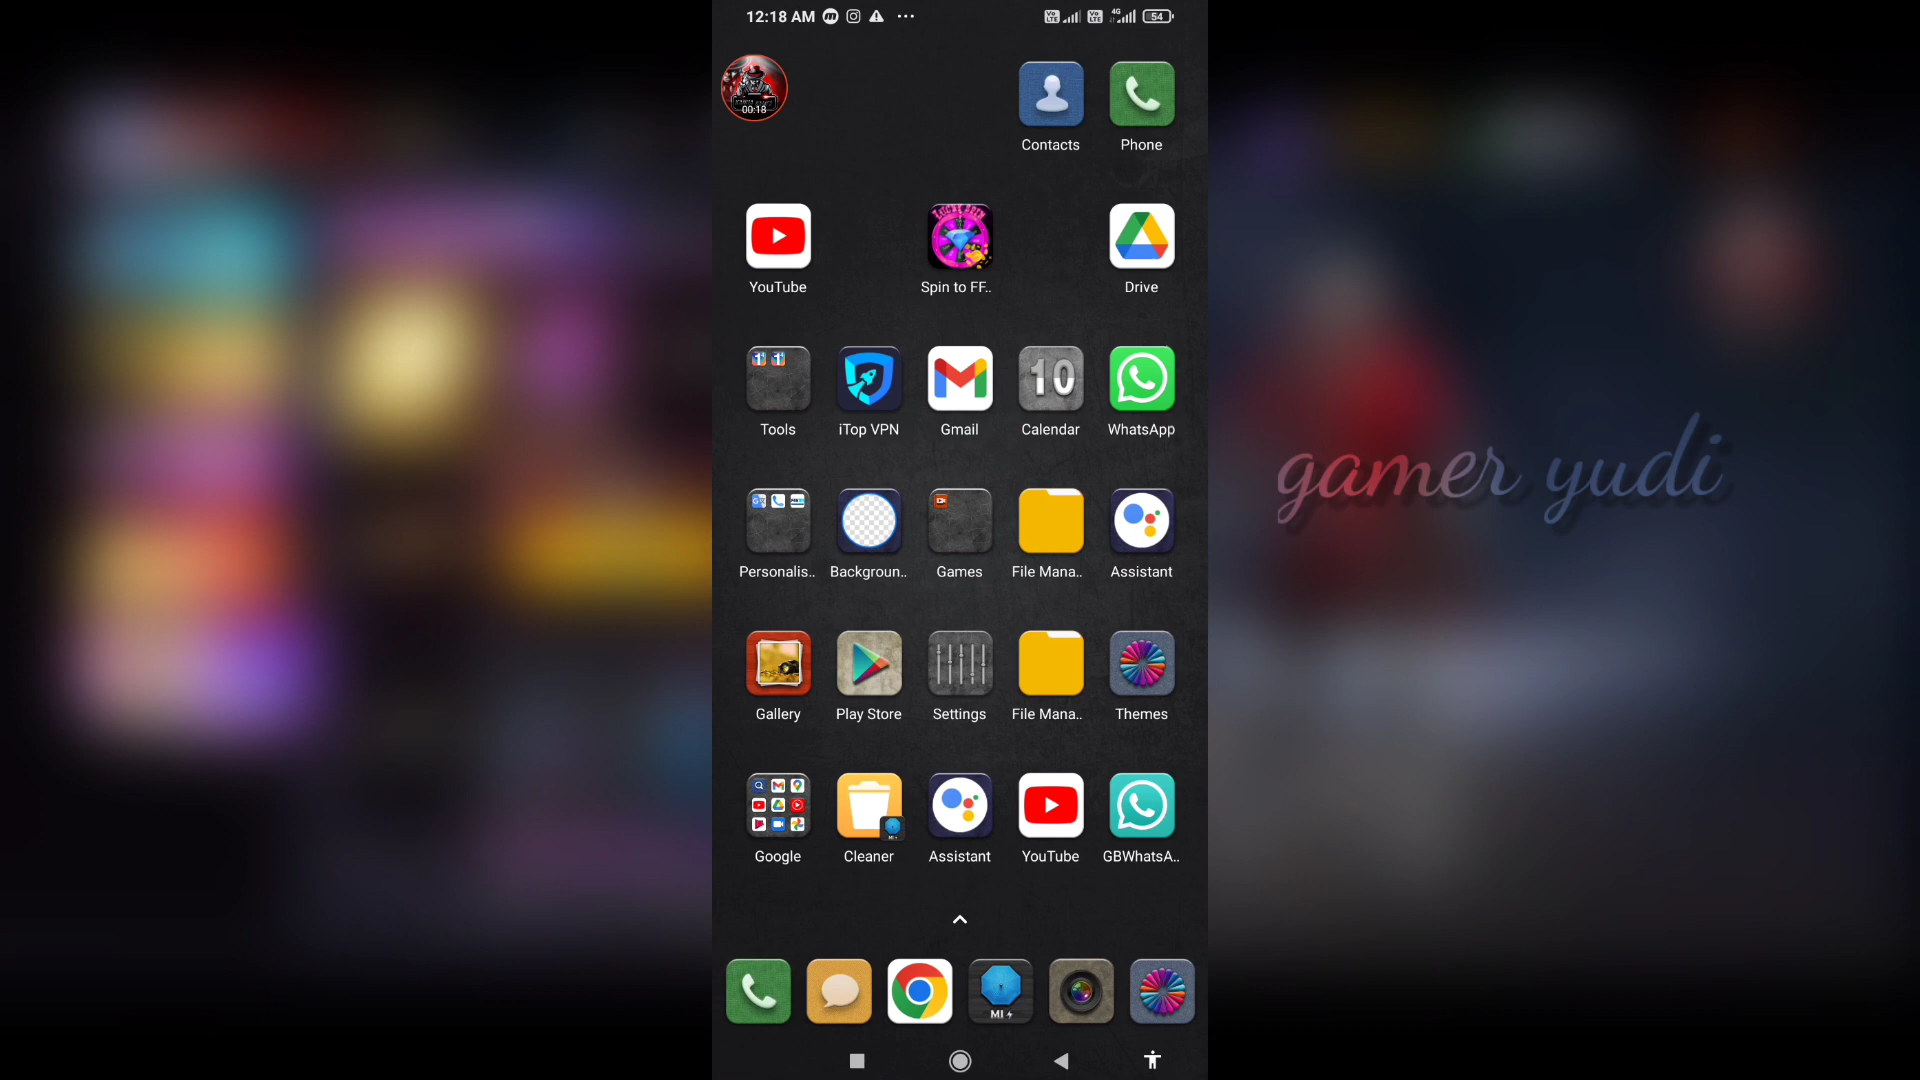 12:18 AM
54
00:18
Contacts Phone
YouTube Spin to FF.. Drive
10
Tools iTop VPN Gmail Calendar WhatsApp
Personalis.. Backgroun.. Games File Mana.. Assistant
Gallery Play Store Settings File Mana.. Themes
Google Cleaner Assistant YouTube GBWhatsA..
MI
gamer yudi